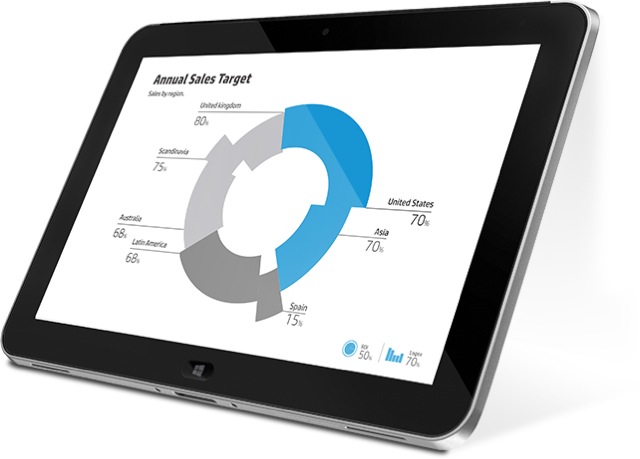 Annual Sales Target
Sales by region.
United kingdom
80%
Scandinavia
75%
Australia
68%
Latin America
68%
United States
70%
Asia
70%
Spain
15%
50%
70%